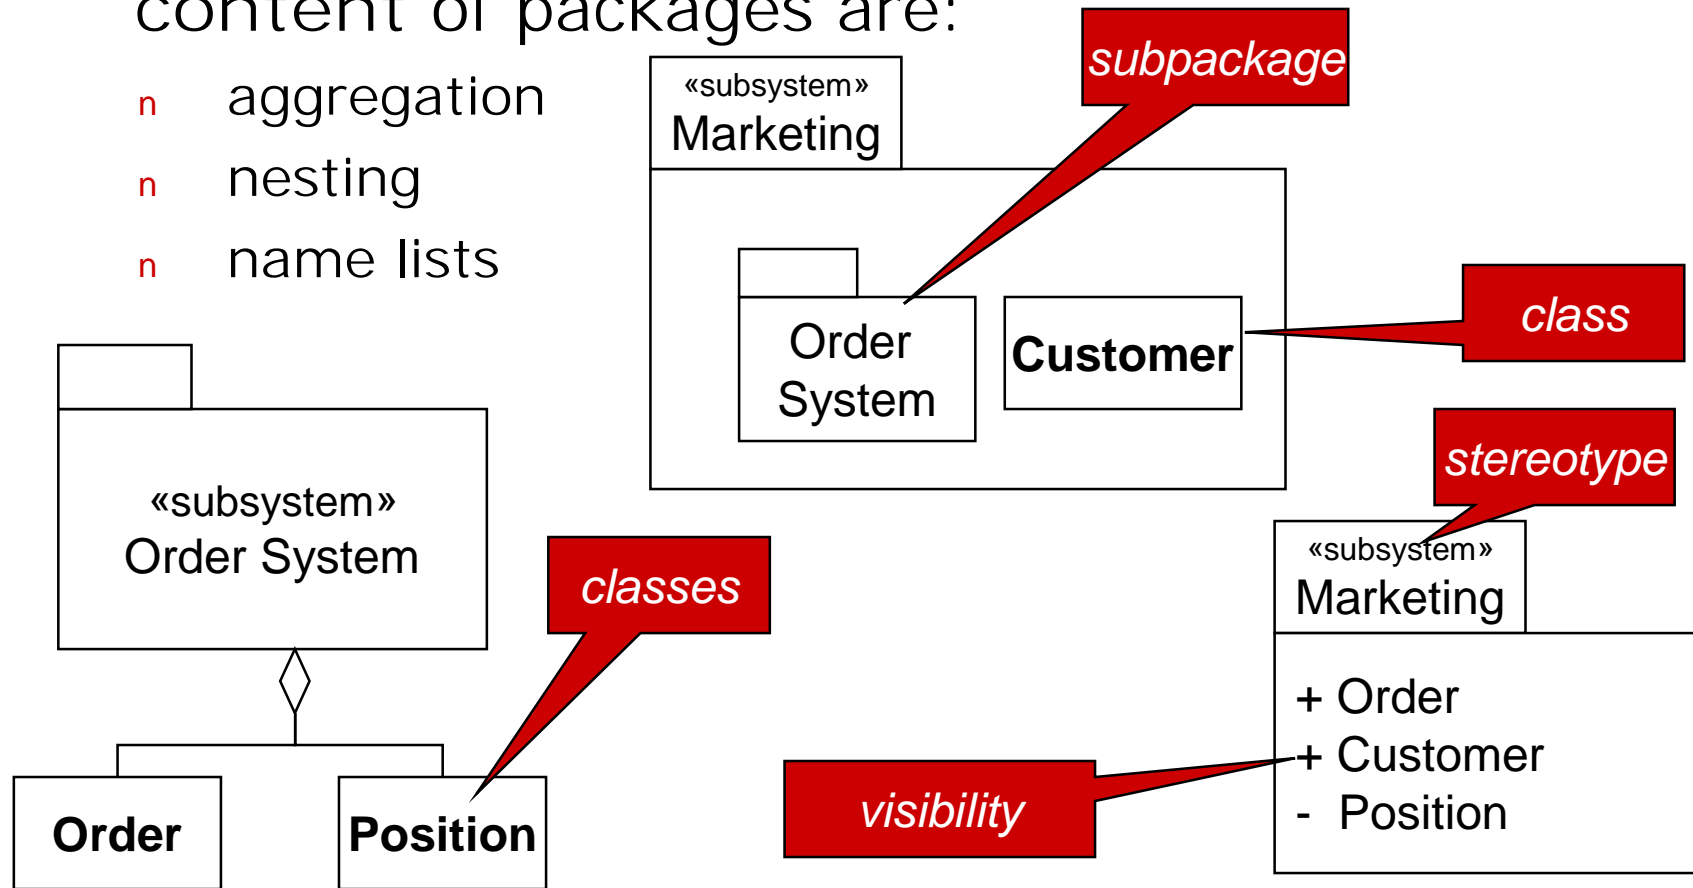 content of packages are:
n aggregation
n nesting
n name lists
«subsystem»
Marketing
subpackage
Order
System
Customer
class
«subsystem»
Order System
classes
Order
Position
stereotype
«subsystem»
Marketing
+ Order
+ Customer
- Position
visibility